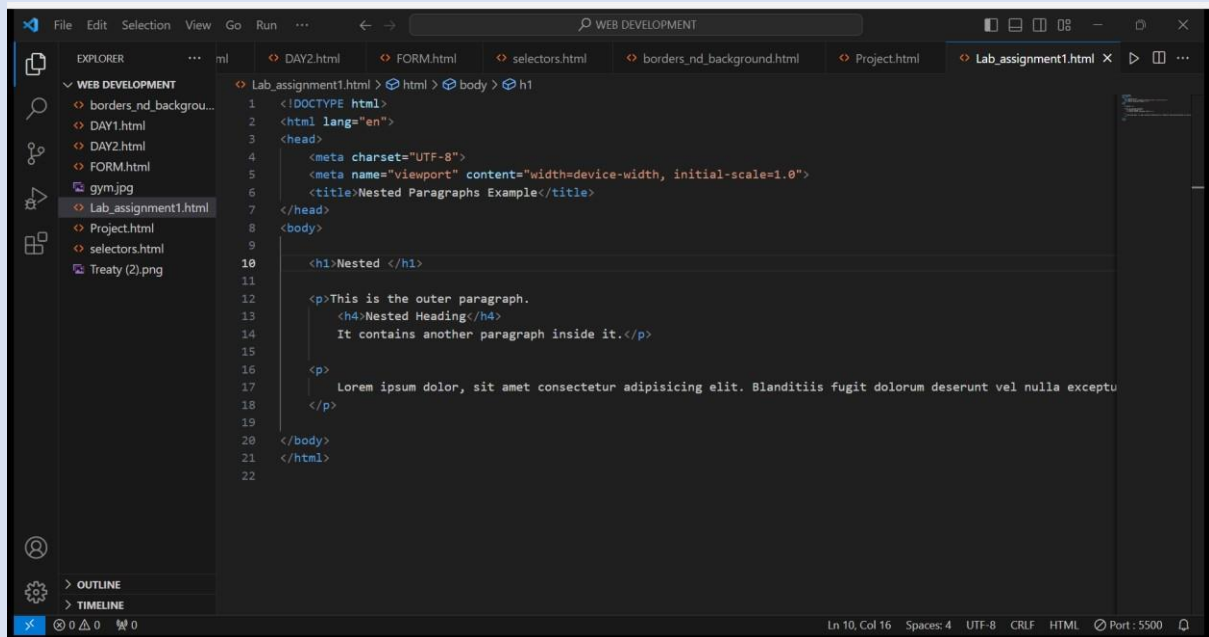 File Edit Selection View Go Run ... WEB DEVELOPMENT
EXPLORER ... ml DAY2.html FORM.html selectors.html borders_nd_background.html Project.html Lab_assignment1.html
WEB DEVELOPMENT
borders_nd_backgrou...
DAY1.html
DAY2.html
FORM.html
gym.jpg
Lab_assignment1.html
Project.html
selectors.html
Treaty (2).png
OUTLINE
TIMELINE
Lab_assignment1.html > html > body > h1
1 <!DOCTYPE html>
2 <html lang="en">
3 <head>
4 <meta charset="UTF-8">
5 <meta name="viewport" content="width=device-width, initial-scale=1.0">
6 <title>Nested Paragraphs Example</title>
7 </head>
8 <body>
9
10 <h1>Nested </h1>
11
12 <p>This is the outer paragraph.
13 <h4>Nested Heading</h4>
14 It contains another paragraph inside it.</p>
15
16 <p>
17 Lorem ipsum dolor, sit amet consectetur adipisicing elit. Blanditiis fugit dolorum deserunt vel nulla exceptu
18 </p>
19
20 </body>
21 </html>
22
0 0 0 Ln 10, Col 16 Spaces: 4 UTF-8 CRLF HTML Port : 5500